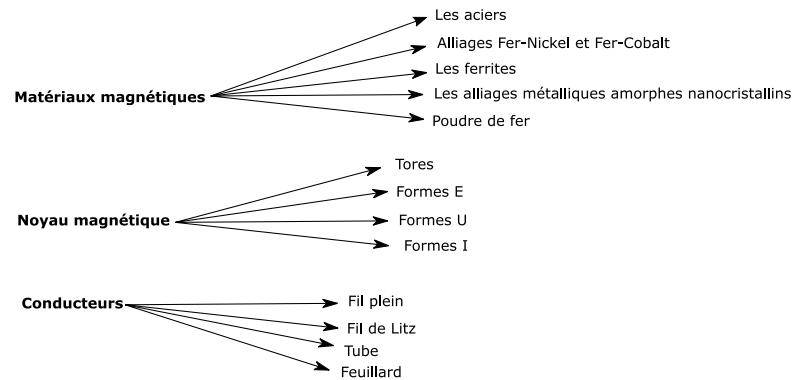 Les aciers
Alliages Fer-Nickel et Fer-Cobalt
Les ferrites
Matériaux magnétiques
Les alliages métalliques amorphes nanocristallins
Poudre de fer
Tores
Formes E
Noyau magnétique
Formes U
Formes I
Conducteurs
Fil plein
Fil de Litz
Tube
Feuillard